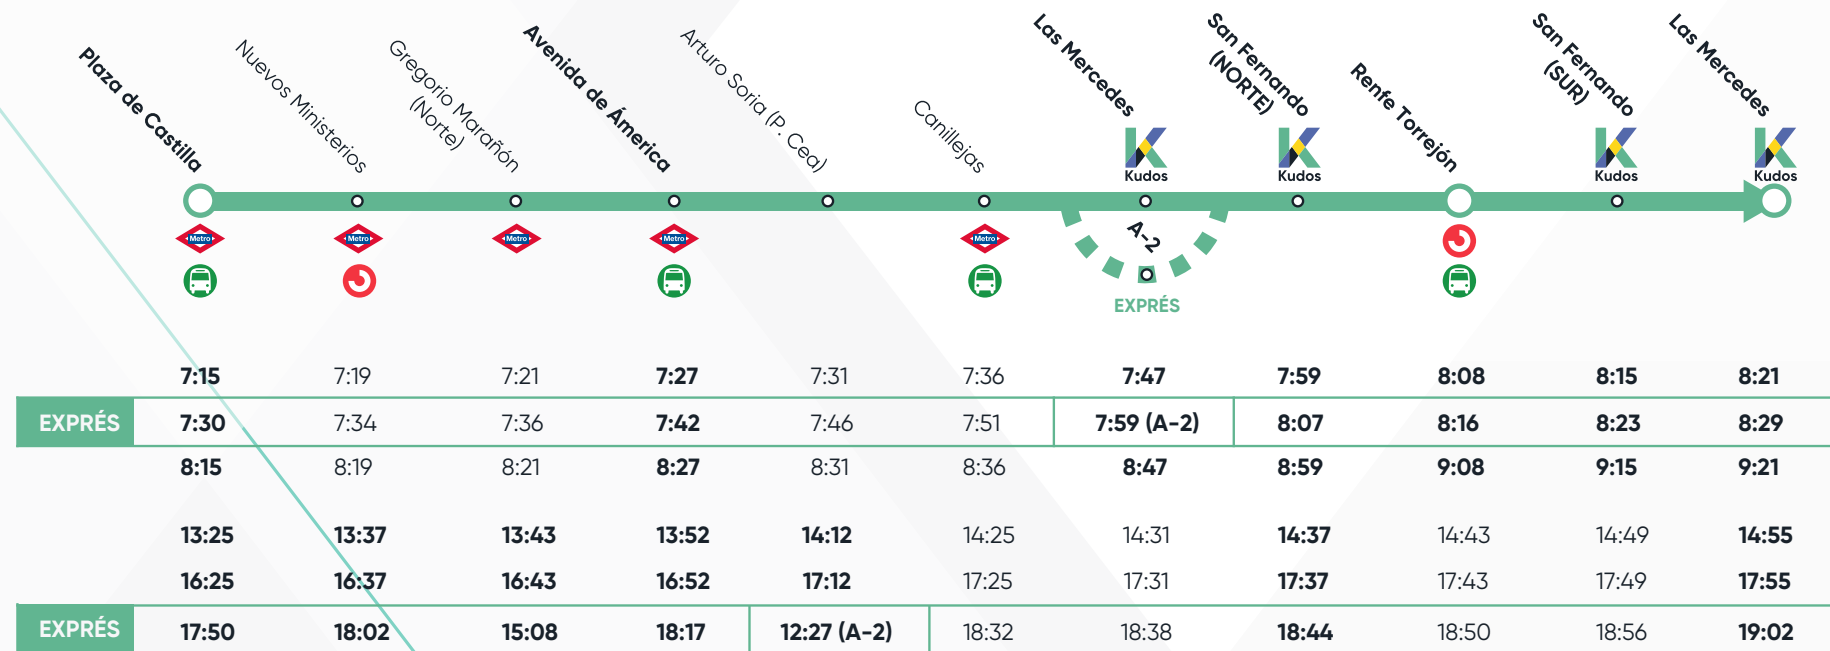 Plaza de Castilla
Nuevos Ministerios
Gregorio Marañón
(Norte)
Avenida de Ámerica
Arturo Soria (P. Cea)
Canillejas
Las Mercedes
San Fernando
(NORTE)
Renfe Torrejón
San Fernando
(SUR)
Las Mercedes
Kudos
Kudos
Kudos
Kudos
Metro
Metro
Metro
Metro
Metro
A-2
EXPRÉS
7:15 7:19 7:21 7:27 7:31 7:36 7:47 7:59 8:08 8:15 8:21
EXPRÉS 7:30 7:34 7:36 7:42 7:46 7:51 7:59 (A-2) 8:07 8:16 8:23 8:29
8:15 8:19 8:21 8:27 8:31 8:36 8:47 8:59 9:08 9:15 9:21
13:25 13:37 13:43 13:52 14:12 14:25 14:31 14:37 14:43 14:49 14:55
16:25 16:37 16:43 16:52 17:12 17:25 17:31 17:37 17:43 17:49 17:55
EXPRÉS 17:50 18:02 15:08 18:17 12:27 (A-2) 18:32 18:38 18:44 18:50 18:56 19:02